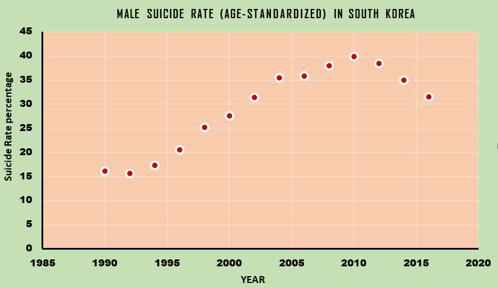 MALE SUICIDE RATE (AGE-STANDARDIZED) IN SOUTH KOREA
Suicide Rate percentage
45
40
35
30
25
20
15
10
5
0
1985 1990 1995 2000 2005 2010 2015 2020
YEAR